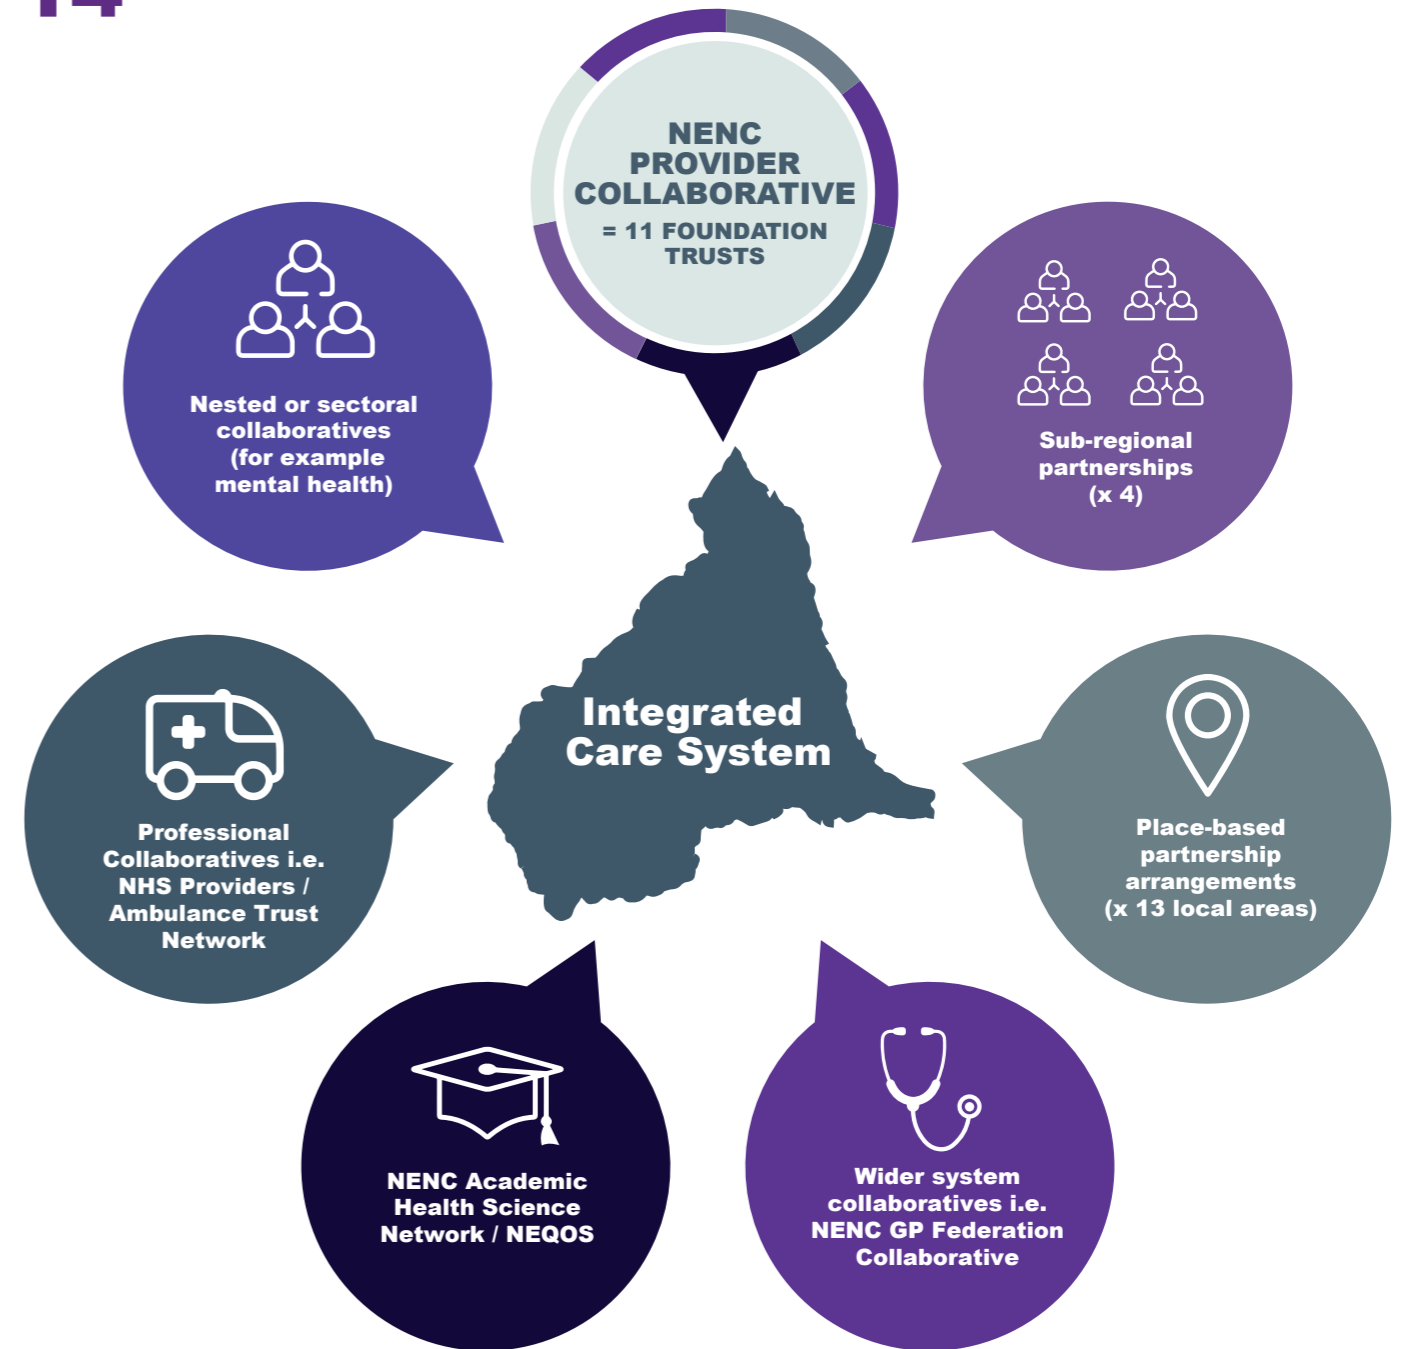 14
NENC
PROVIDER
COLLABORATIVE
= 11 FOUNDATION
TRUSTS
Nested or sectoral
collaboratives
(for example
mental health)
Sub-regional
partnerships
(x 4)
Integrated
Care System
Professional
Collaboratives i.e.
NHS Providers /
Ambulance Trust
Network
Place-based
partnership
arrangements
(x 13 local areas)
NENC Academic
Health Science
Network / NEQOS
Wider system
collaboratives i.e.
NENC GP Federation
Collaborative